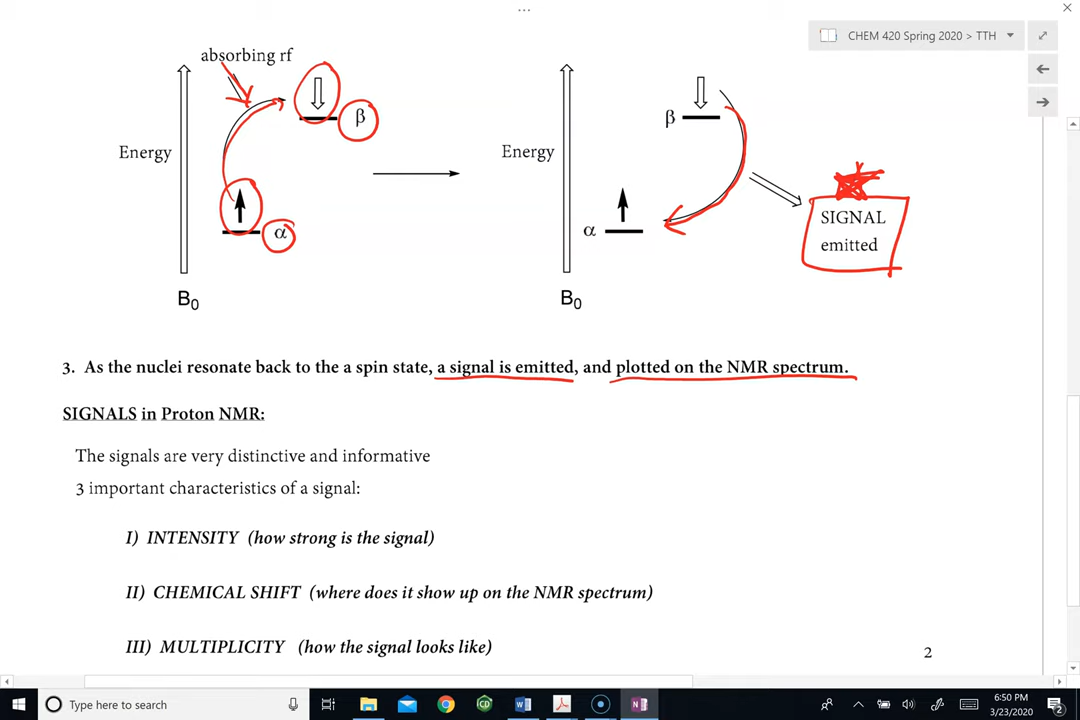 CHEM 420 Spring 2020 > TTH
absorbing rf
β
β
Energy
Energy
SIGNAL
emitted
α
α
B₀
B₀
3. As the nuclei resonate back to the a spin state, a signal is emitted, and plotted on the NMR spectrum.
SIGNALS in Proton NMR:
The signals are very distinctive and informative
3 important characteristics of a signal:
I) INTENSITY (how strong is the signal)
II) CHEMICAL SHIFT (where does it show up on the NMR spectrum)
III) MULTIPLICITY (how the signal looks like)
2
Type here to search
6:50 PM
3/23/2020
2